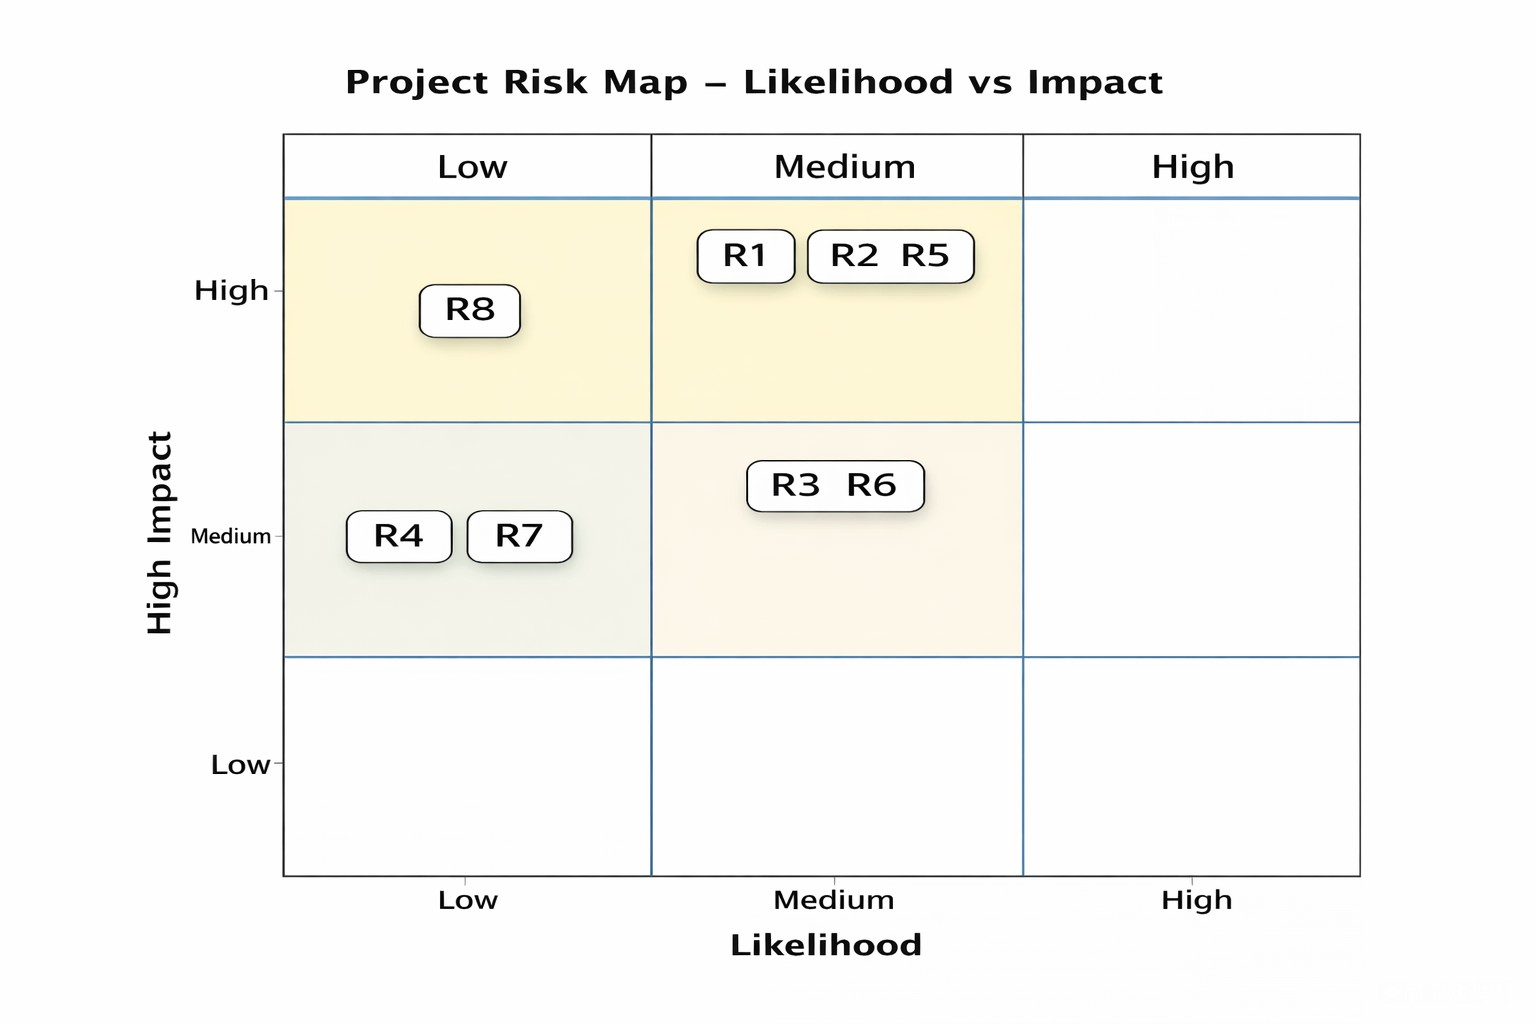 Project Risk Map – Likelihood vs Impact
Low Medium High
High
R1 R2 R5
R8
High Impact
Medium
R3 R6
R4 R7
Low
Low Medium High
Likelihood